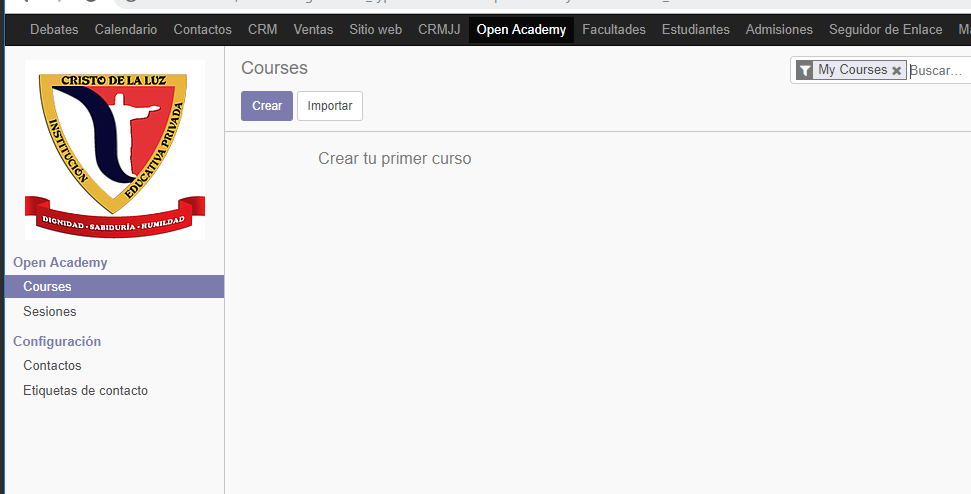 Debates Calendario Contactos CRM Ventas Sitio web CRMJJ Open Academy Facultades Estudiantes Admisiones Seguidor de Enlace
CRISTO DE LA LUZ
INSTITUCIÓN
EDUCATIVA PRIVADA
DIGNIDAD - SABIDURÍA - HUMILDAD
Open Academy
Courses
Sesiones
Configuración
Contactos
Etiquetas de contacto
Courses
My Courses Buscar...
Crear Importar
Crear tu primer curso